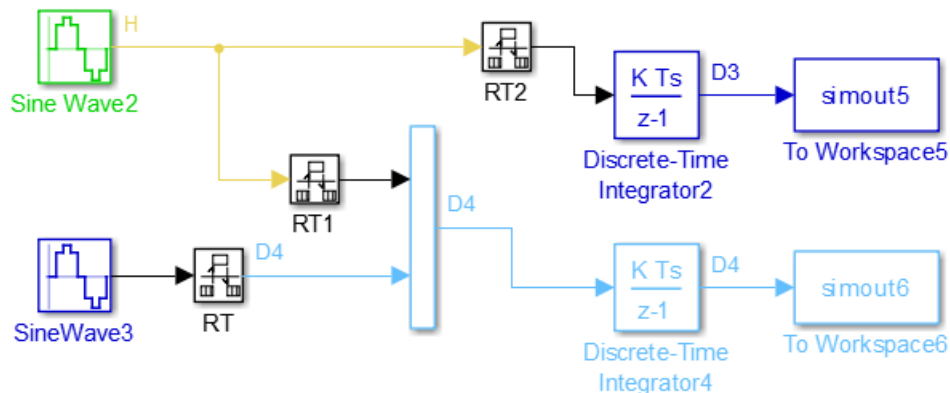 H
Sine Wave2
RT2
K Ts
z-1
D3
simout5
Discrete-Time
Integrator2
To Workspace5
RT1
D4
SineWave3
D4
RT
K Ts
z-1
D4
simout6
Discrete-Time
Integrator4
To Workspace6